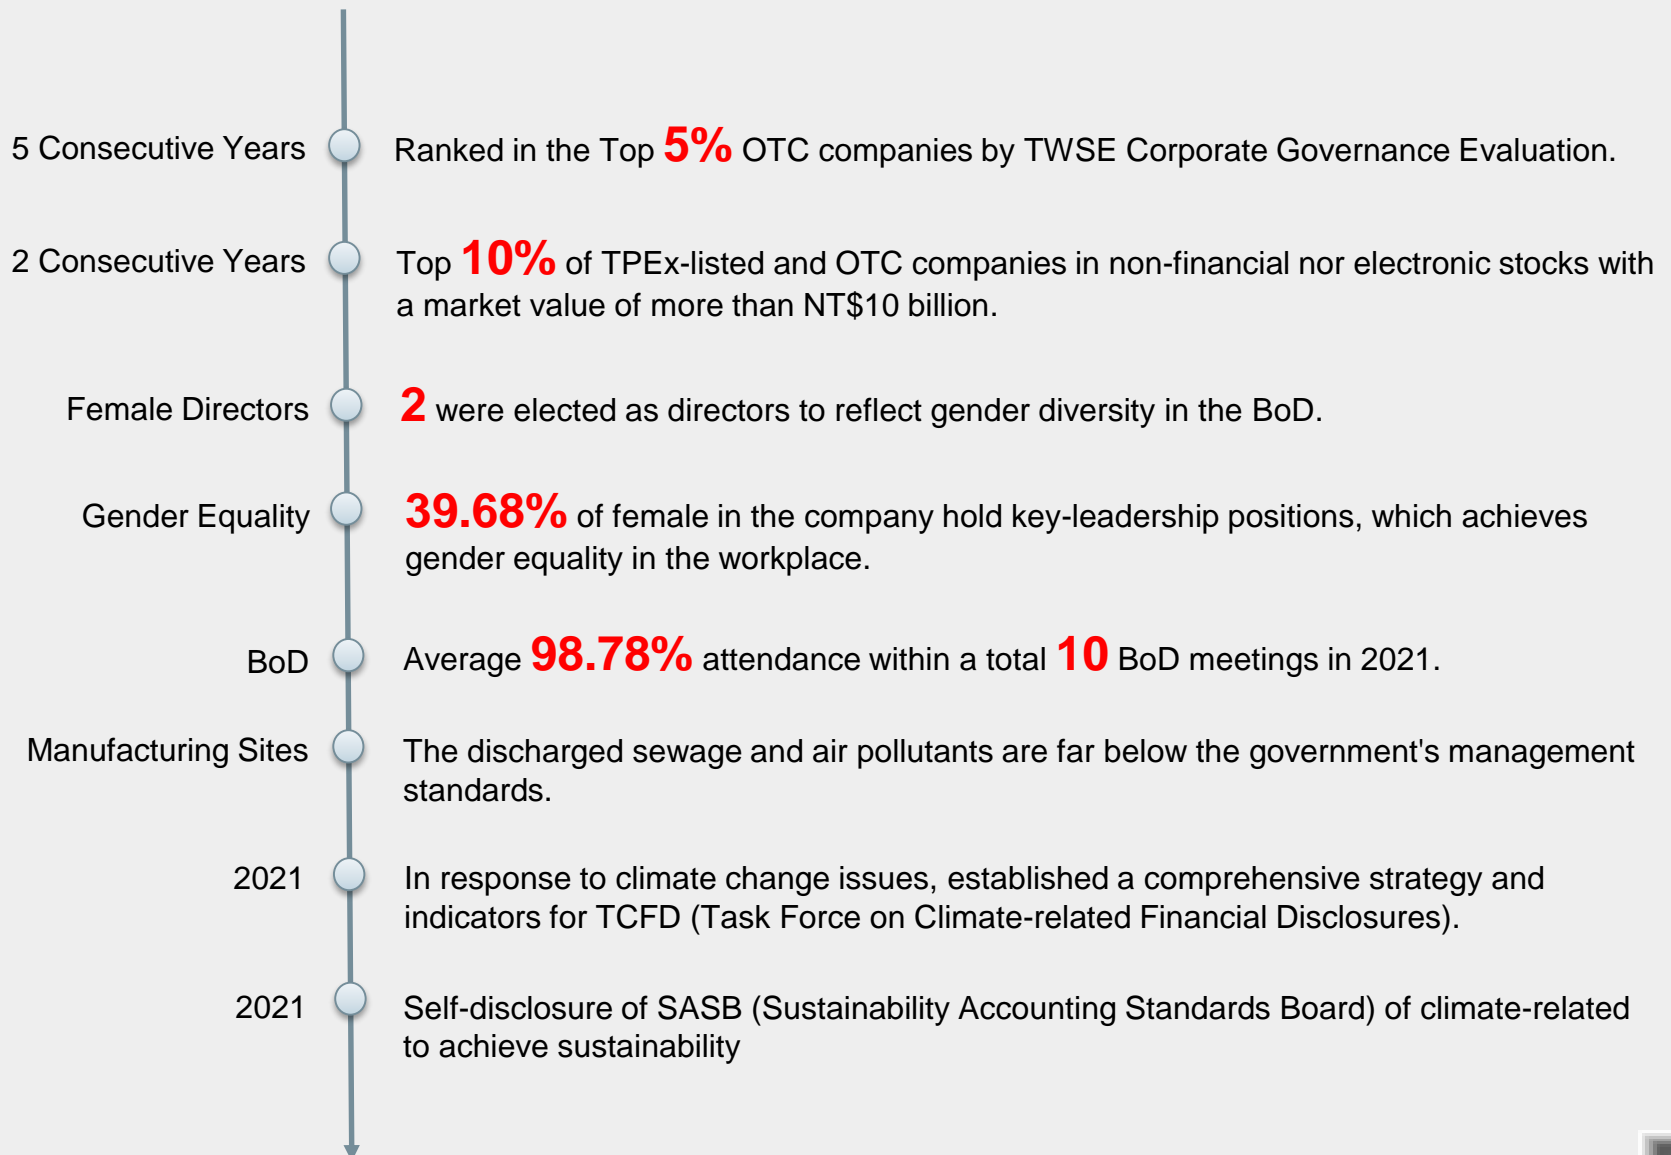 5 Consecutive Years
Ranked in the Top 5% OTC companies by TWSE Corporate Governance Evaluation.
2 Consecutive Years
Top 10% of TPEx-listed and OTC companies in non-financial nor electronic stocks with
a market value of more than NT$10 billion.
Female Directors
2 were elected as directors to reflect gender diversity in the BoD.
Gender Equality
39.68% of female in the company hold key-leadership positions, which achieves
gender equality in the workplace.
BoD
Average 98.78% attendance within a total 10 BoD meetings in 2021.
Manufacturing Sites
The discharged sewage and air pollutants are far below the government's management
standards.
2021
In response to climate change issues, established a comprehensive strategy and
indicators for TCFD (Task Force on Climate-related Financial Disclosures).
2021
Self-disclosure of SASB (Sustainability Accounting Standards Board) of climate-related
to achieve sustainability